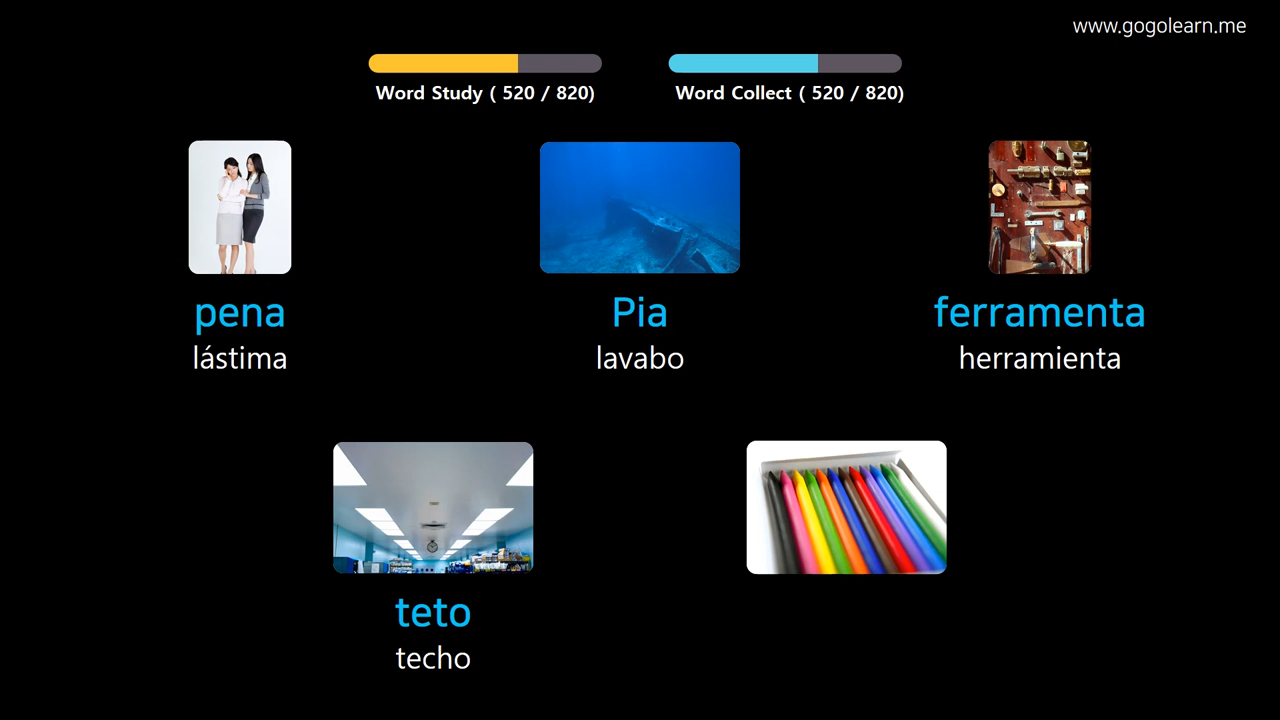 www.gogolearn.me
Word Study ( 520 / 820)
Word Collect ( 520 / 820)
pena
lástima
Pia
lavabo
ferramenta
herramienta
teto
techo